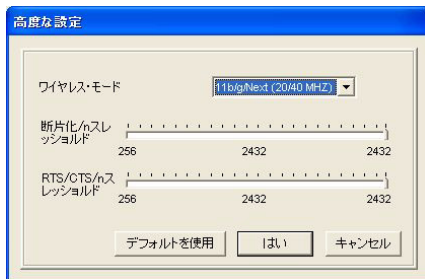 高度な設定
ワイヤレス・モード
11b/g/Next (20/40 MHZ)
断片化/nスレ
ッショルド
256 2432 2432
RTS/CTS/nス
レッショルド
256 2432 2432
デフォルトを使用 はい キャンセル